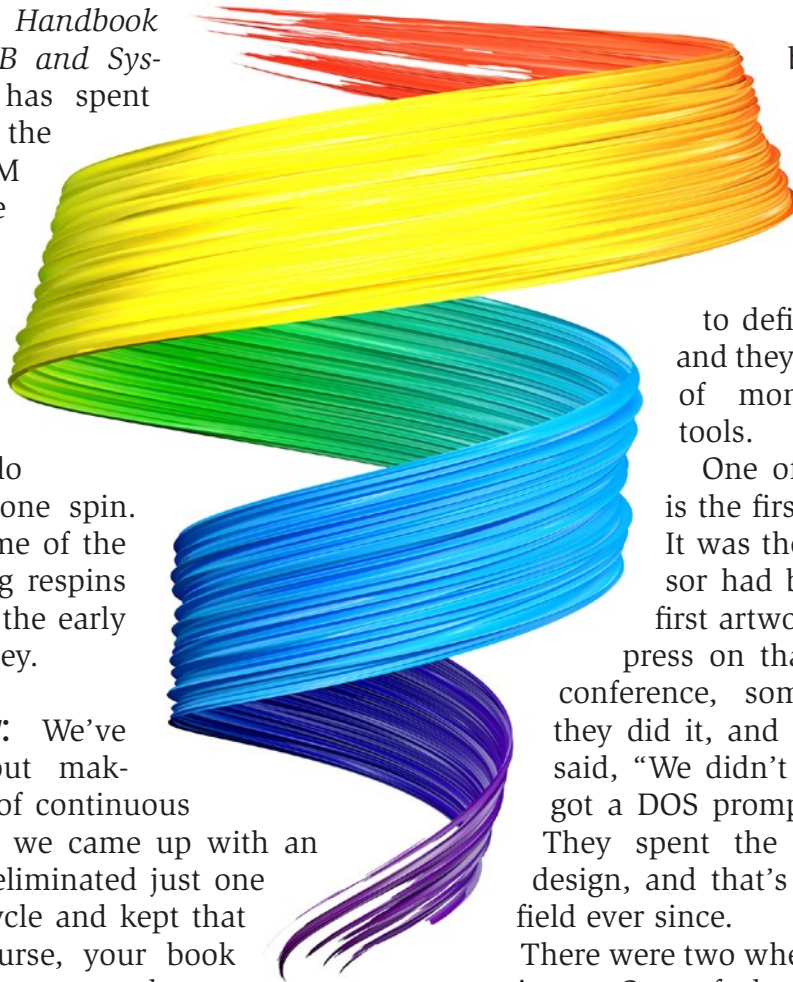 Handbook
B and Sys-
has spent
the
M
e
lo
one spin.
me of the
g respins
the early
ey.
: We've
out mak-
of continuous
we came up with an
eliminated just one
cle and kept that
urse, your book
b
to defi
and they
of mon
tools.
One of
is the firs
It was the
sor had b
first artwo
press on tha
conference, som
they did it, and
said, “We didn't
got a DOS promp
They spent the
design, and that's
field ever since.
There were two whe